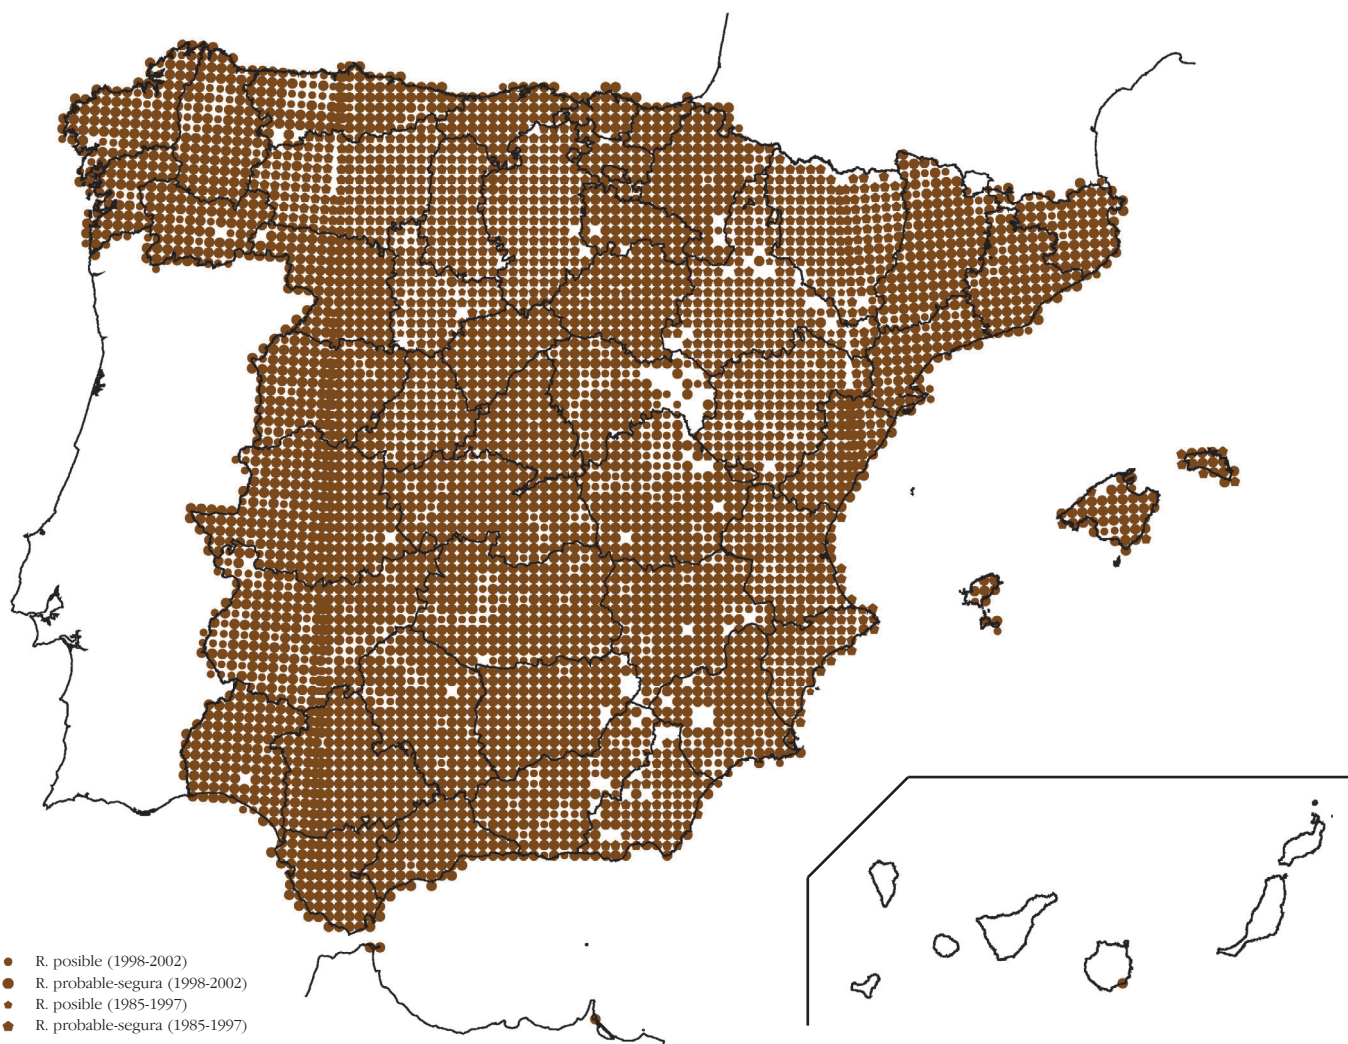 R. posible (1998-2002)
R. probable-segura (1998-2002)
R. posible (1985-1997)
R. probable-segura (1985-1997)